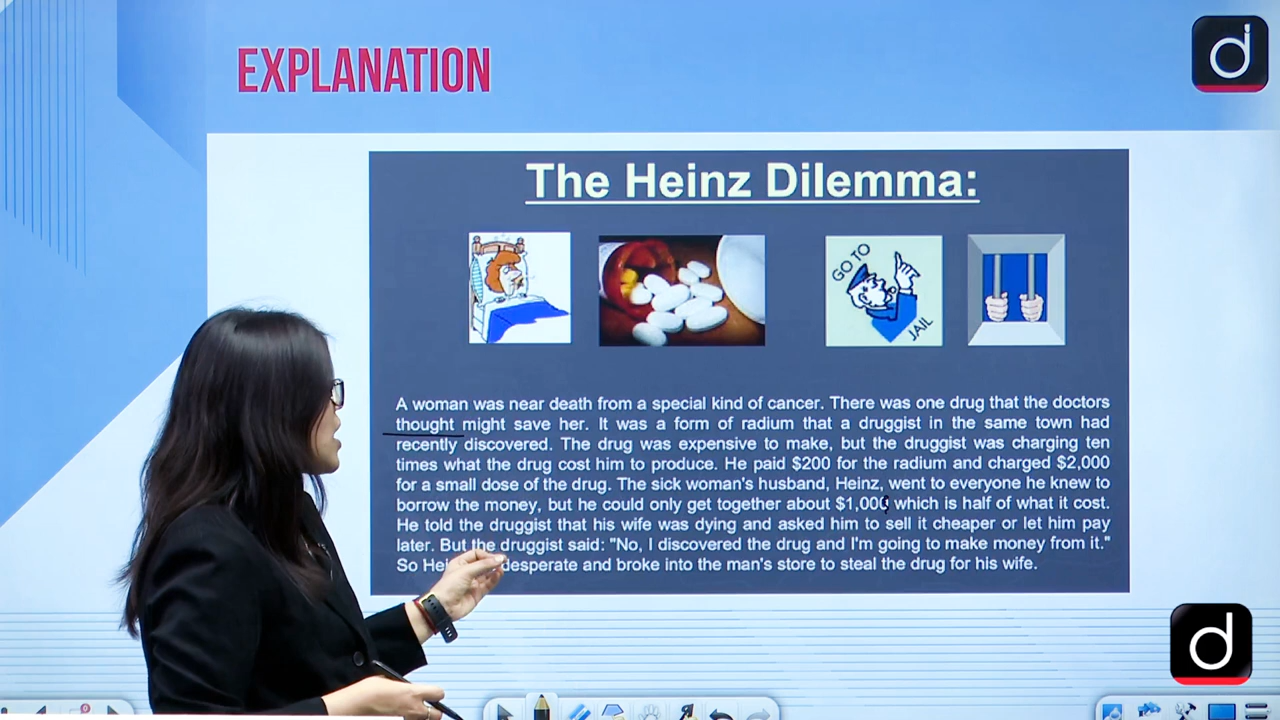 EXPLANATION
d
The Heinz Dilemma:
GO TO
JAIL
A woman was near death from a special kind of cancer. There was one drug that the doctors
thought might save her. It was a form of radium that a druggist in the same town had
recently discovered. The drug was expensive to make, but the druggist was charging ten
times what the drug cost him to produce. He paid $200 for the radium and charged $2,000
for a small dose of the drug. The sick woman's husband, Heinz, went to everyone he knew to
borrow the money, but he could only get together about $1,000 which is half of what it cost.
He told the druggist that his wife was dying and asked him to sell it cheaper or let him pay
later. But the druggist said: "No, I discovered the drug and I'm going to make money from it."
So desperate and broke into the man's store to steal the drug for his wife.
d